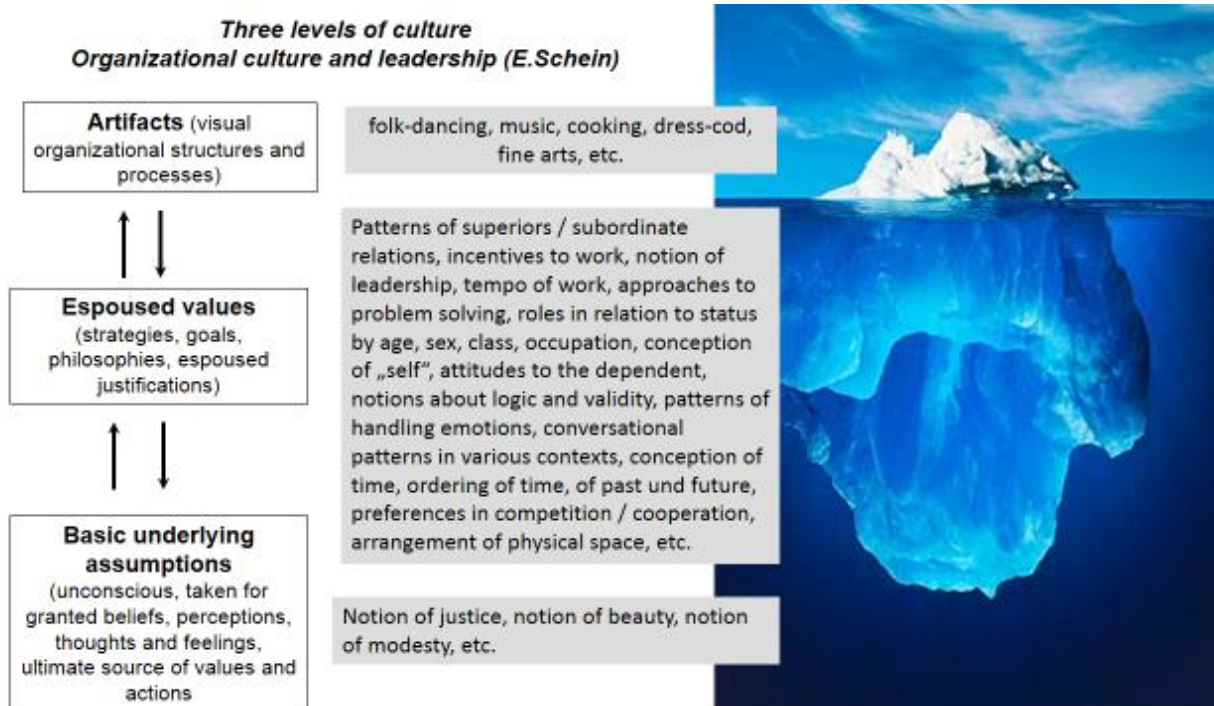 Three levels of culture
Organizational culture and leadership (E.Schein)
Artifacts (visual
organizational structures and
processes)
folk-dancing, music, cooking, dress-cod,
fine arts, etc.
Espoused values
(strategies, goals,
philosophies, espoused
justifications)
Patterns of superiors / subordinate
relations, incentives to work, notion of
leadership, tempo of work, approaches to
problem solving, roles in relation to status
by age, sex, class, occupation, conception
of „self“, attitudes to the dependent,
notions about logic and validity, patterns of
handling emotions, conversational
patterns in various contexts, conception of
time, ordering of time, of past und future,
preferences in competition / cooperation,
arrangement of physical space, etc.
Basic underlying
assumptions
(unconscious, taken for
granted beliefs, perceptions,
thoughts and feelings,
ultimate source of values and
actions
Notion of justice, notion of beauty, notion
of modesty, etc.